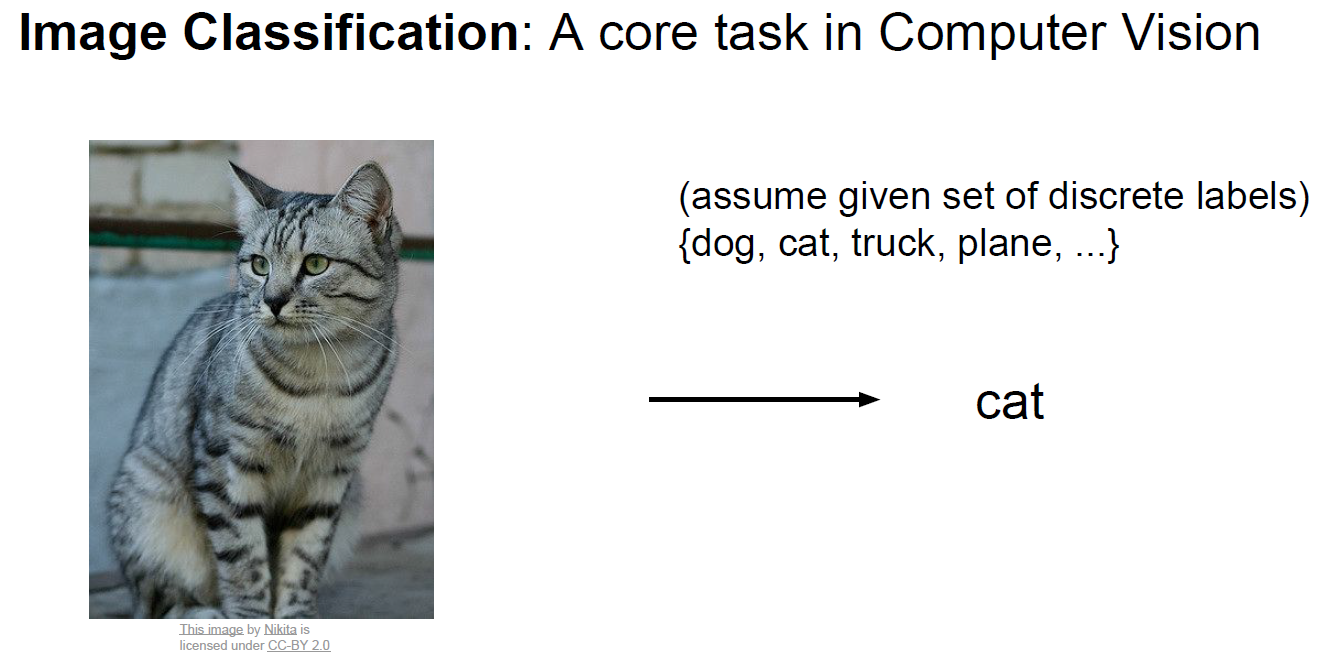 Image Classification: A core task in Computer Vision
(assume given set of discrete labels)
{dog, cat, truck, plane, ...}
cat
This image by Nikita is
licensed under CC-BY 2.0